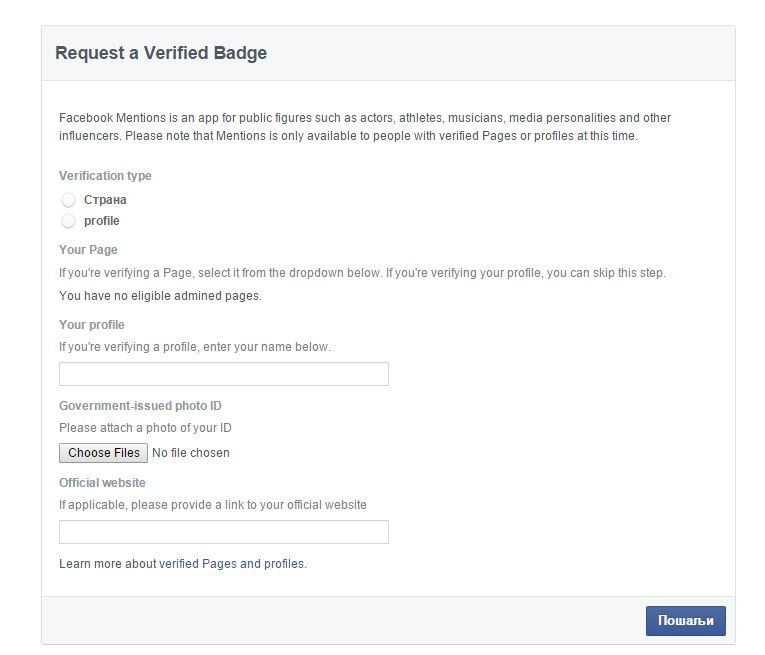 Request a Verified Badge
Facebook Mentions is an app for public figures such as actors, athletes, musicians, media personalities and other
influencers. Please note that Mentions is only available to people with verified Pages or profiles at this time.
Verification type
Страна
profile
Your Page
If you're verifying a Page, select it from the dropdown below. If you're verifying your profile, you can skip this step.
You have no eligible admined pages.
Your profile
If you're verifying a profile, enter your name below.
Government-issued photo ID
Please attach a photo of your ID
Choose Files No file chosen
Official website
If applicable, please provide a link to your official website
Learn more about verified Pages and profiles.
Пошаљи